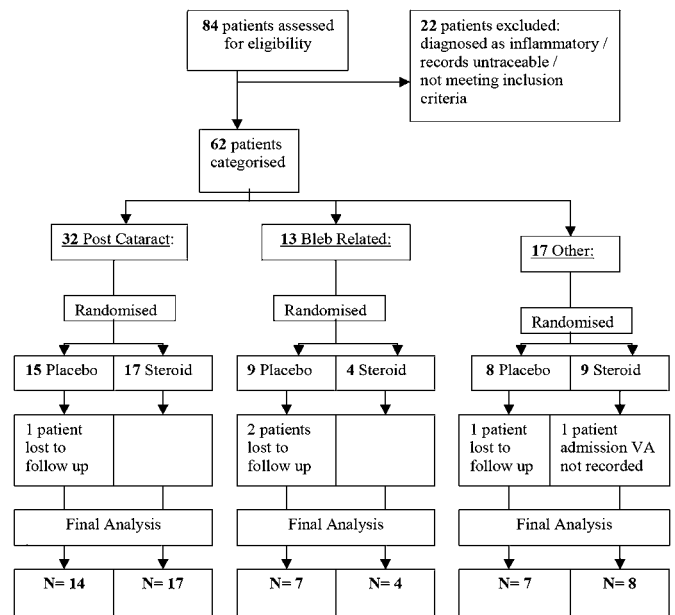 84 patients assessed
for eligibility
22 patients excluded:
diagnosed as inflammatory /
records untraceable /
not meeting inclusion
criteria
62 patients
categorised
32 Post Cataract:
13 Bleb Related:
17 Other:
Randomised
Randomised
Randomised
15 Placebo
17 Steroid
9 Placebo
4 Steroid
8 Placebo
9 Steroid
1 patient
lost to
follow up
2 patients
lost to
follow up
1 patient
lost to
follow up
1 patient
admission VA
not recorded
Final Analysis
Final Analysis
Final Analysis
N= 14
N= 17
N= 7
N= 4
N= 7
N= 8